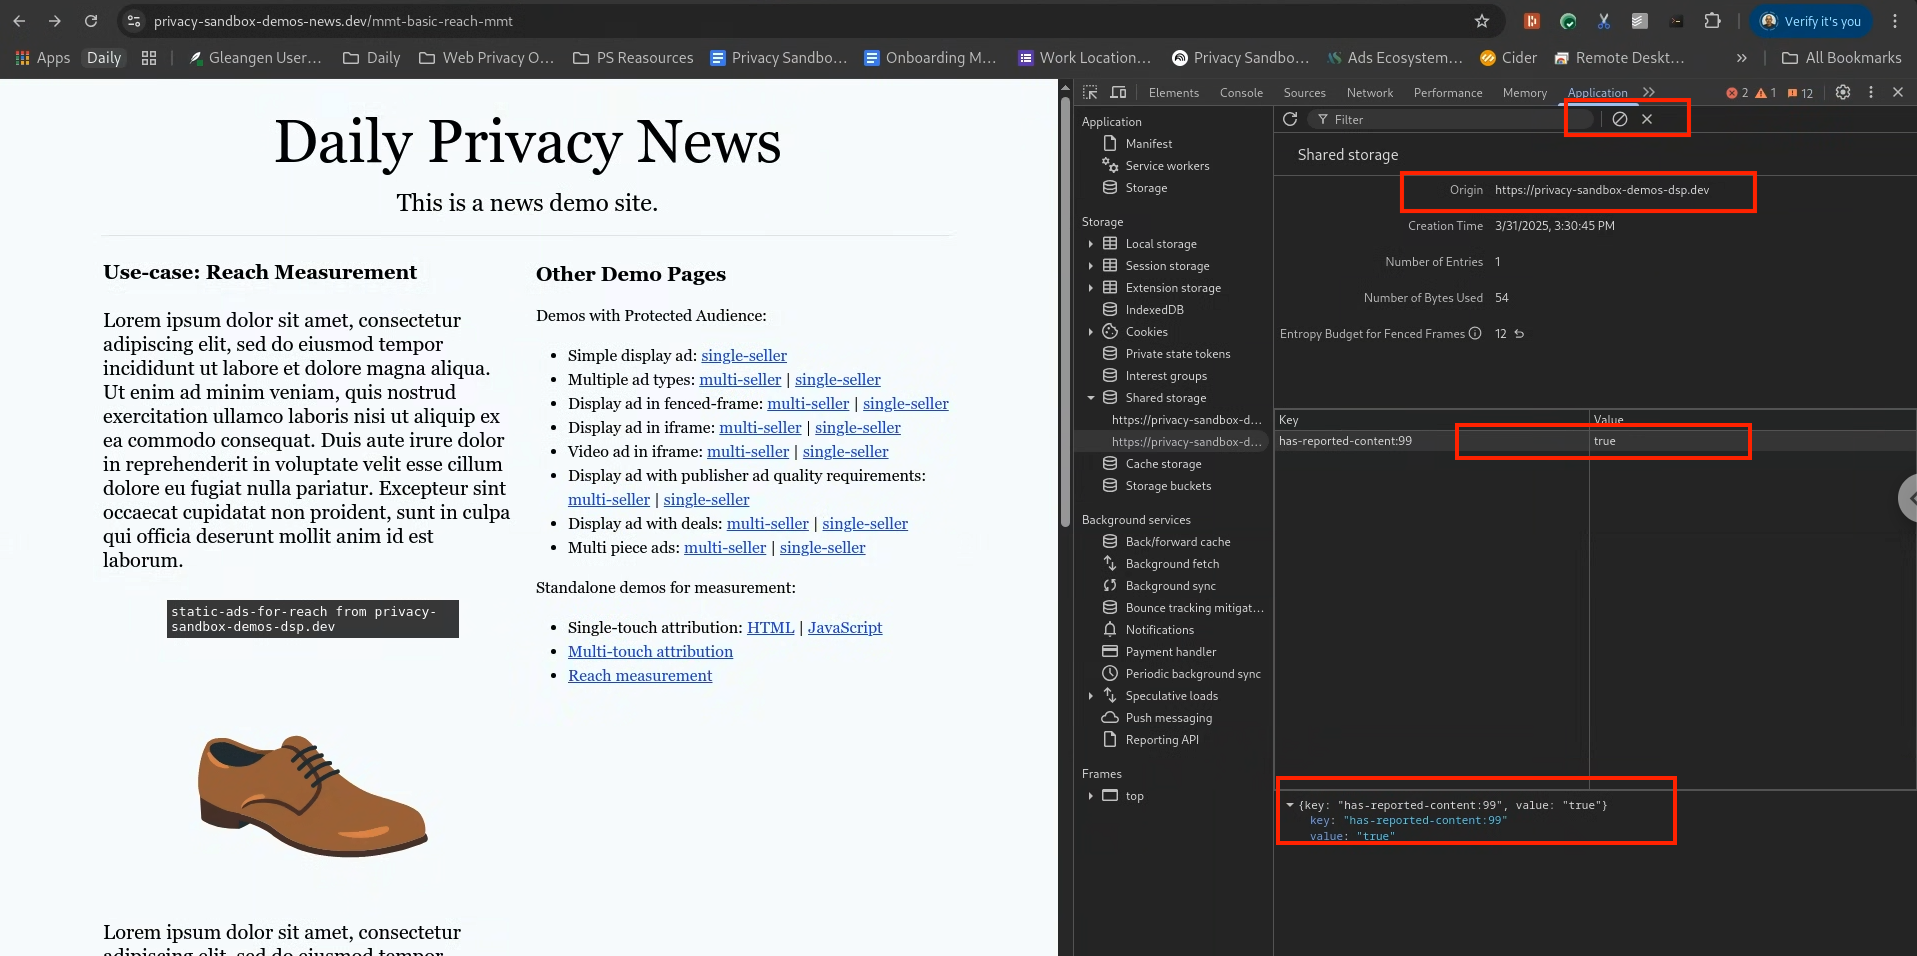 privacy-sandbox-demos-news.dev/mmt-basic-reach-mmt
Verify it's you
Apps
Daily
Gleangen User...
Daily
Web Privacy O...
PS Reasources
Privacy Sandbo...
Onboarding M...
Work Location...
Privacy Sandbo...
Ads Ecosystem...
Cider
Remote Deskt...
»
All Bookmarks
Daily Privacy News
This is a news demo site.
Use-case: Reach Measurement
Lorem ipsum dolor sit amet, consectetur
adipiscing elit, sed do eiusmod tempor
incididunt ut labore et dolore magna aliqua.
Ut enim ad minim veniam, quis nostrud
exercitation ullamco laboris nisi ut aliquip ex
ea commodo consequat. Duis aute irure dolor
in reprehenderit in voluptate velit esse cillum
dolore eu fugiat nulla pariatur. Excepteur sint
occaecat cupidatat non proident, sunt in culpa
qui officia deserunt mollit anim id est
laborum.
static-ads-for-reach from privacy-
sandbox-demos-dsp.dev
Lorem ipsum dolor sit amet, consectetur
adipiscing elit, sed do eiusmod tempor
Other Demo Pages
Demos with Protected Audience:
• Simple display ad: single-seller
• Multiple ad types: multi-seller | single-seller
• Display ad in fenced-frame: multi-seller | single-seller
• Display ad in iframe: multi-seller | single-seller
• Video ad in iframe: multi-seller | single-seller
• Display ad with publisher ad quality requirements:
multi-seller | single-seller
• Display ad with deals: multi-seller | single-seller
• Multi piece ads: multi-seller | single-seller
Standalone demos for measurement:
• Single-touch attribution: HTML | JavaScript
• Multi-touch attribution
• Reach measurement
Elements
Console
Sources
Network
Performance
Memory
Application
»
2
1
12
Application
Manifest
Service workers
Storage
Storage
Local storage
Session storage
Extension storage
IndexedDB
Cookies
Private state tokens
Interest groups
Shared storage
https://privacy-sandbox-d...
https://privacy-sandbox-d...
Cache storage
Storage buckets
Background services
Back/forward cache
Background fetch
Background sync
Bounce tracking mitigat...
Notifications
Payment handler
Periodic background sync
Speculative loads
Push messaging
Reporting API
Frames
top
Filter
Shared storage
Origin https://privacy-sandbox-demos-dsp.dev
Creation Time 3/31/2025, 3:30:45 PM
Number of Entries 1
Number of Bytes Used 54
Entropy Budget for Fenced Frames 12
Key Value
has-reported-content:99 true
{key: "has-reported-content:99", value: "true"}
key: "has-reported-content:99"
value: "true"